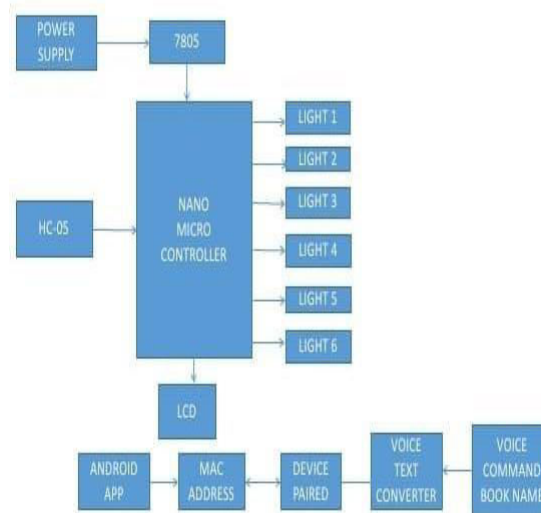 POWER
SUPPLY
7805
LIGHT 1
LIGHT 2
LIGHT 3
LIGHT 4
LIGHT 5
LIGHT 6
HC-05
NANO
MICRO
CONTROLLER
LCD
ANDROID
APP
MAC
ADDRESS
DEVICE
PAIRED
VOICE
TEXT
CONVERTER
VOICE
COMMAND
BOOK NAME